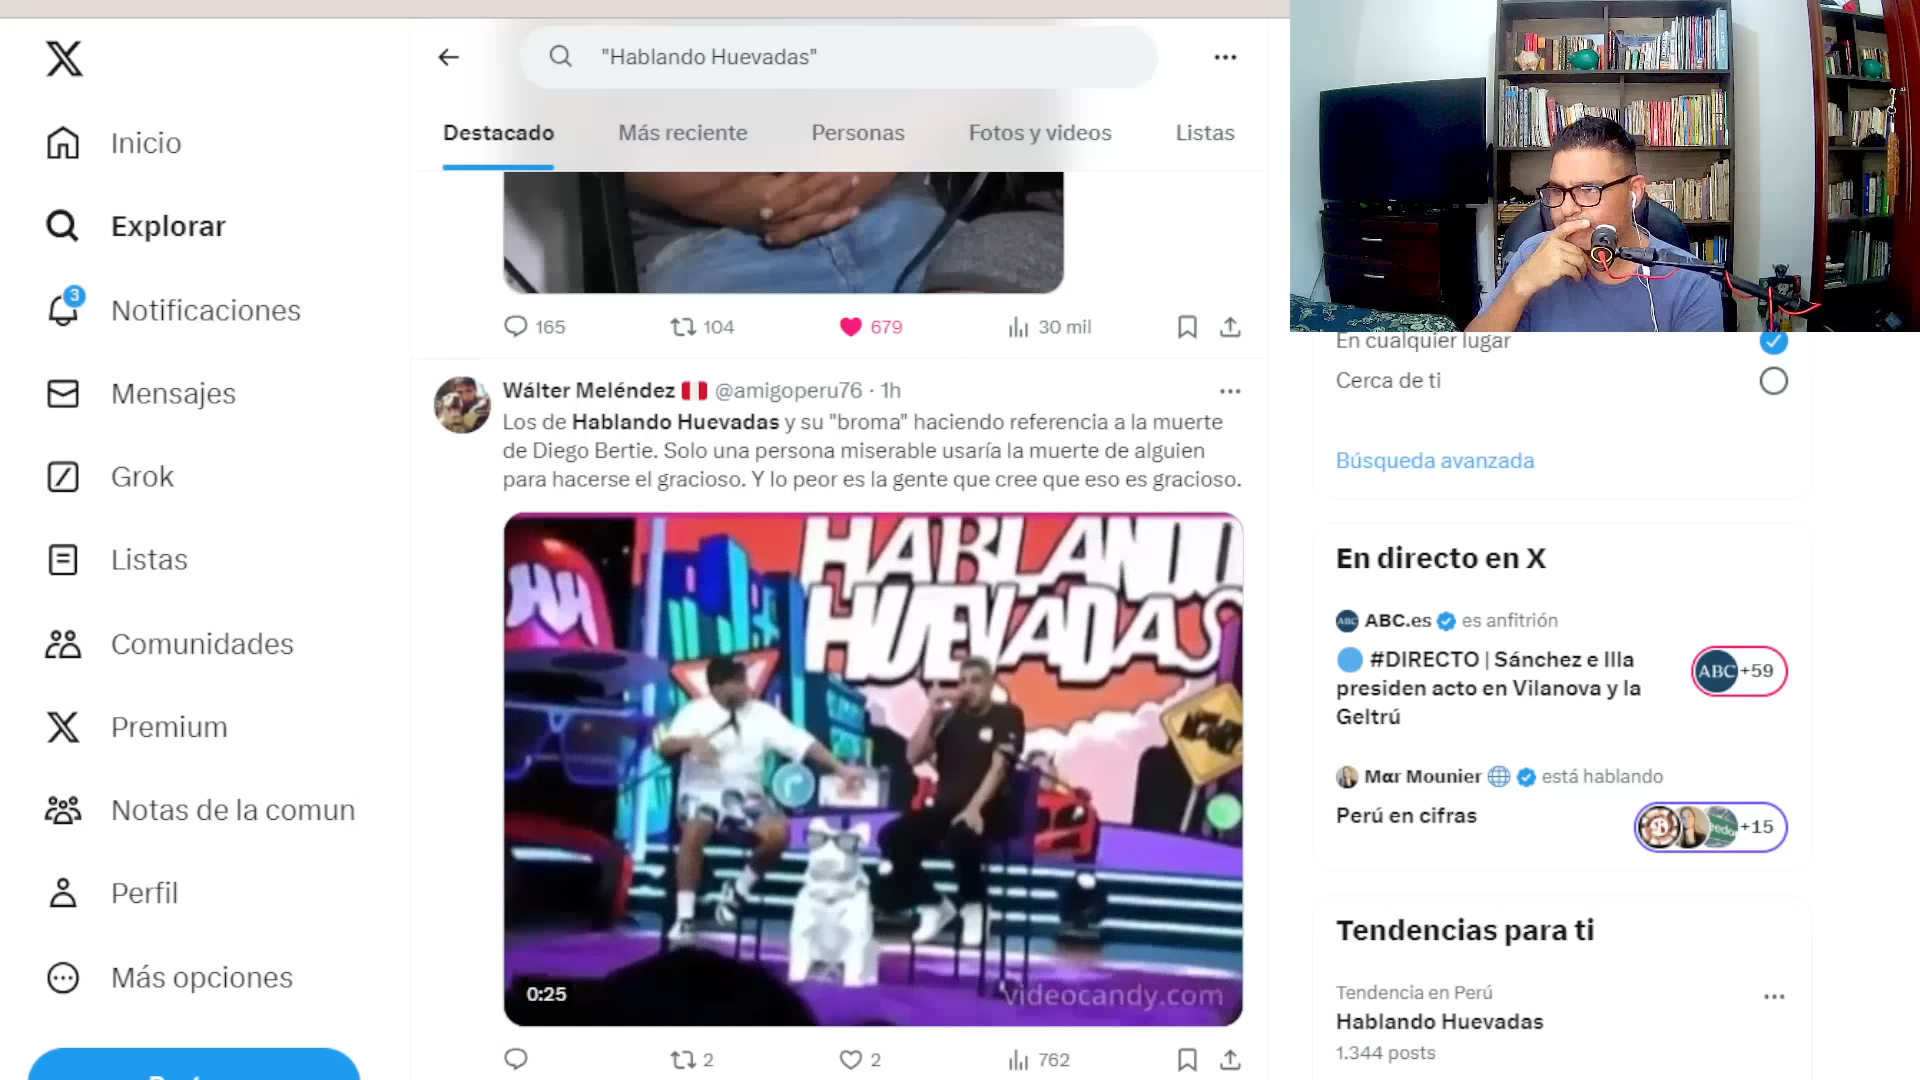 "Hablando Huevadas"
Destacado
Más reciente
Personas
Fotos y videos
Listas
Inicio
Explorar
3
Notificaciones
Mensajes
Grok
Listas
Comunidades
Premium
Notas de la comun
Perfil
Más opciones
165
104
679
30 mil
Wálter Meléndez @amigoperu76 · 1h
Los de Hablando Huevadas y su "broma" haciendo referencia a la muerte
de Diego Bertie. Solo una persona miserable usaría la muerte de alguien
para hacerse el gracioso. Y lo peor es la gente que cree que eso es gracioso.
HH
HABLANDO
HUEVADAS
0:25
videocandy.com
2
2
762
En cualquier lugar
Cerca de ti
Búsqueda avanzada
En directo en X
ABC.es es anfitrión
#DIRECTO | Sánchez e Illa
presiden acto en Vilanova y la
Geltrú
ABC
+59
Mαr Mounier está hablando
Perú en cifras
+15
Tendencias para ti
Tendencia en Perú
Hablando Huevadas
1.344 posts